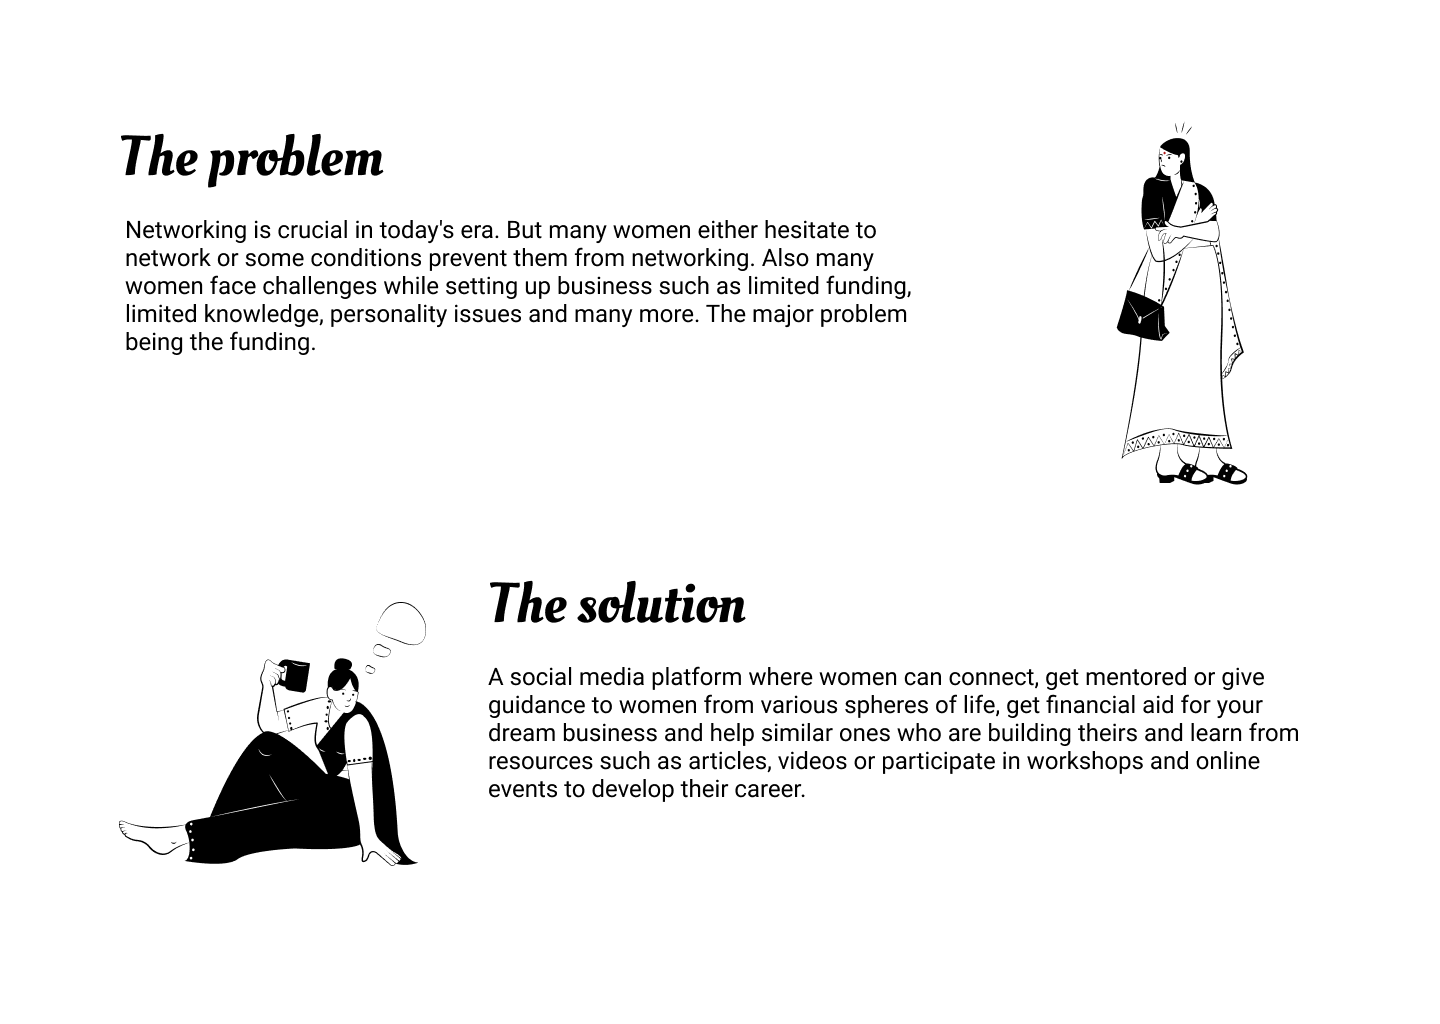 The problem
Networking is crucial in today's era. But many women either hesitate to
network or some conditions prevent them from networking. Also many
women face challenges while setting up business such as limited funding,
limited knowledge, personality issues and many more. The major problem
being the funding.
The solution
A social media platform where women can connect, get mentored or give
guidance to women from various spheres of life, get financial aid for your
dream business and help similar ones who are building theirs and learn from
resources such as articles, videos or participate in workshops and online
events to develop their career.